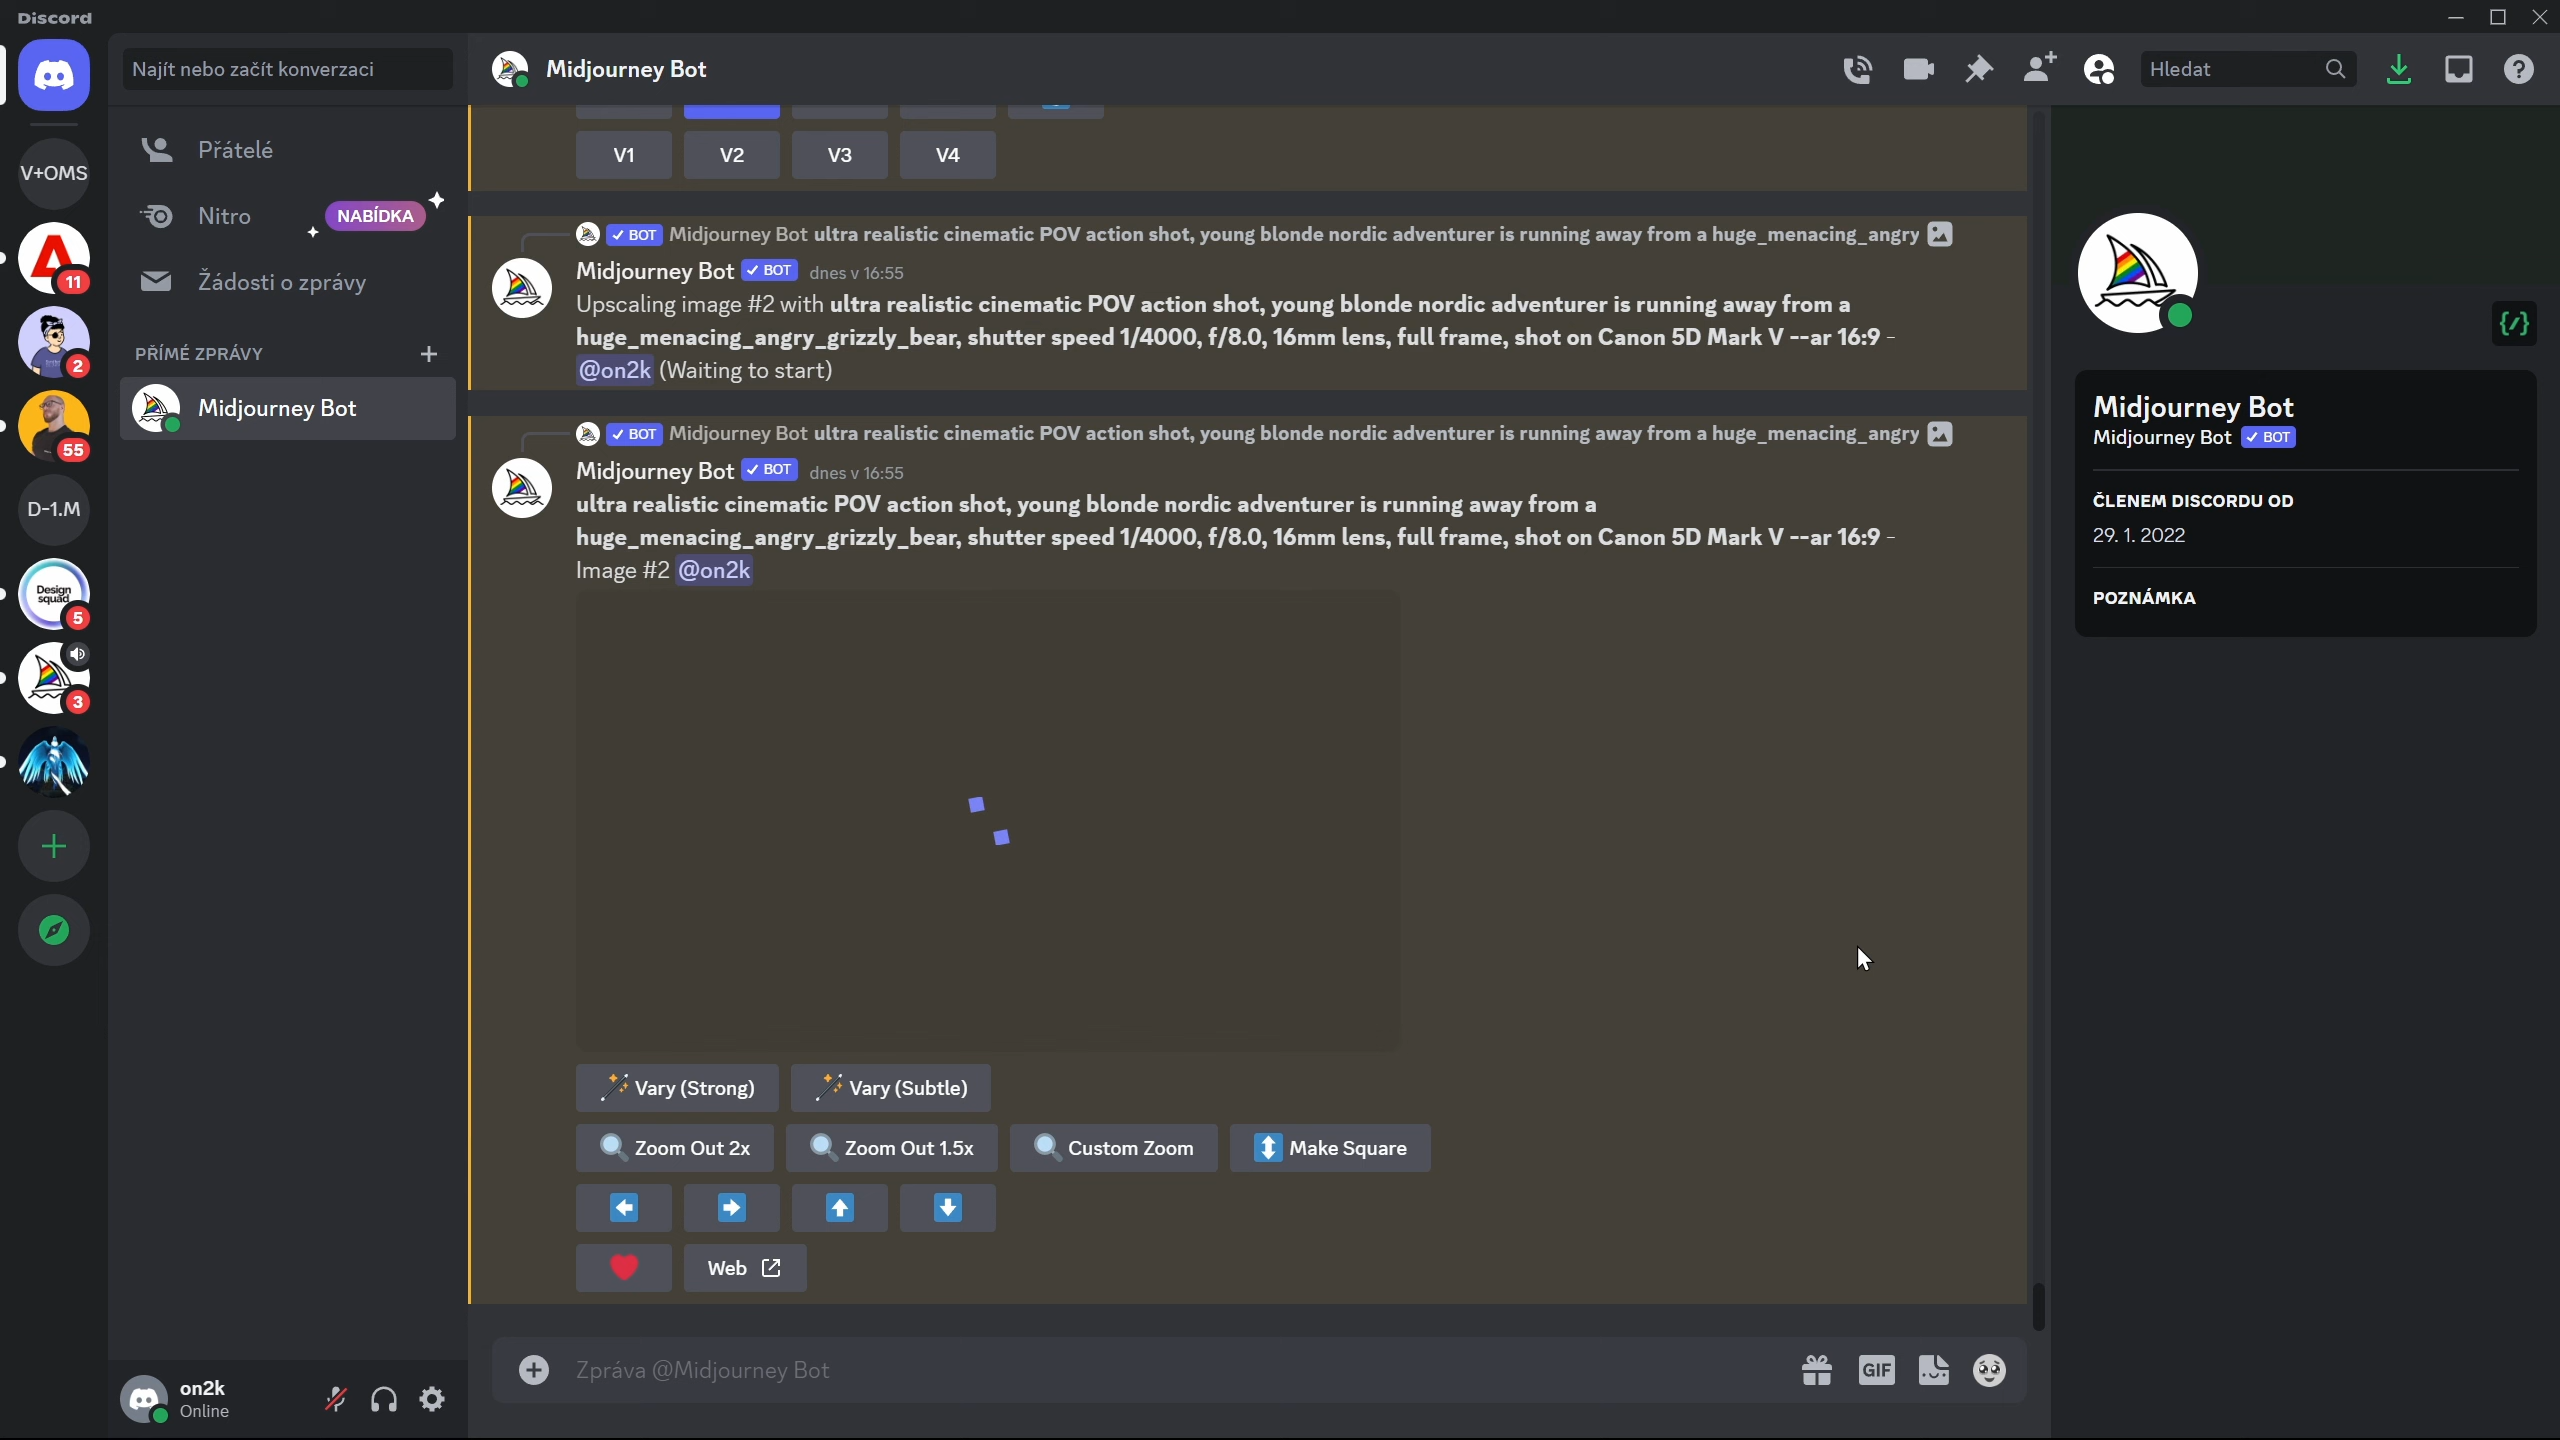 Discord
Najít nebo začít konverzaci
Midjourney Bot
Hledat
V+OMS
11
2
55
D-1.M
Design
squad
5
3
Přátelé
Nitro
NABÍDKA
Žádosti o zprávy
PŘÍMÉ ZPRÁVY
Midjourney Bot
on2k
Online
V1 V2 V3 V4
BOT Midjourney Bot ultra realistic cinematic POV action shot, young blonde nordic adventurer is running away from a huge_menacing_angry
Midjourney Bot BOT dnes v 16:55
Upscaling image #2 with ultra realistic cinematic POV action shot, young blonde nordic adventurer is running away from a
huge_menacing_angry_grizzly_bear, shutter speed 1/4000, f/8.0, 16mm lens, full frame, shot on Canon 5D Mark V --ar 16:9 -
@on2k (Waiting to start)
BOT Midjourney Bot ultra realistic cinematic POV action shot, young blonde nordic adventurer is running away from a huge_menacing_angry
Midjourney Bot BOT dnes v 16:55
ultra realistic cinematic POV action shot, young blonde nordic adventurer is running away from a
huge_menacing_angry_grizzly_bear, shutter speed 1/4000, f/8.0, 16mm lens, full frame, shot on Canon 5D Mark V --ar 16:9 -
Image #2 @on2k
Vary (Strong) Vary (Subtle)
Zoom Out 2x Zoom Out 1.5x Custom Zoom Make Square
Web
Zpráva @Midjourney Bot
GIF
Midjourney Bot
Midjourney Bot BOT
ČLENEM DISCORDU OD
29. 1. 2022
POZNÁMKA